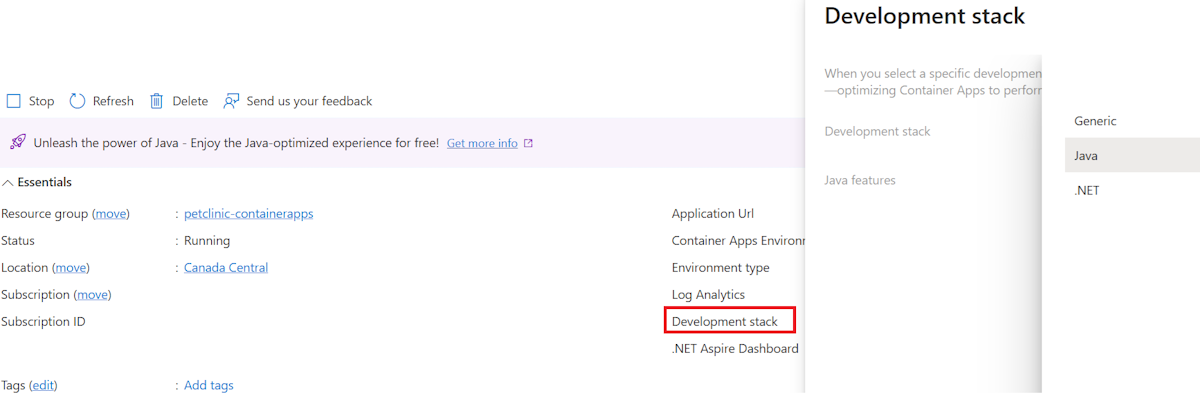 Stop Refresh Delete Send us your feedback
Unleash the power of Java - Enjoy the Java-optimized experience for free! Get more info
Essentials
Resource group (move) : petclinic-containerapps
Status : Running
Location (move) : Canada Central
Subscription (move)
Subscription ID
Tags (edit) : Add tags
Application Url
Container Apps Environ
Environment type
Log Analytics
Development stack
.NET Aspire Dashboard
Development stack
When you select a specific developmen
—optimizing Container Apps to perfor
Development stack
Java features
Generic
Java
.NET